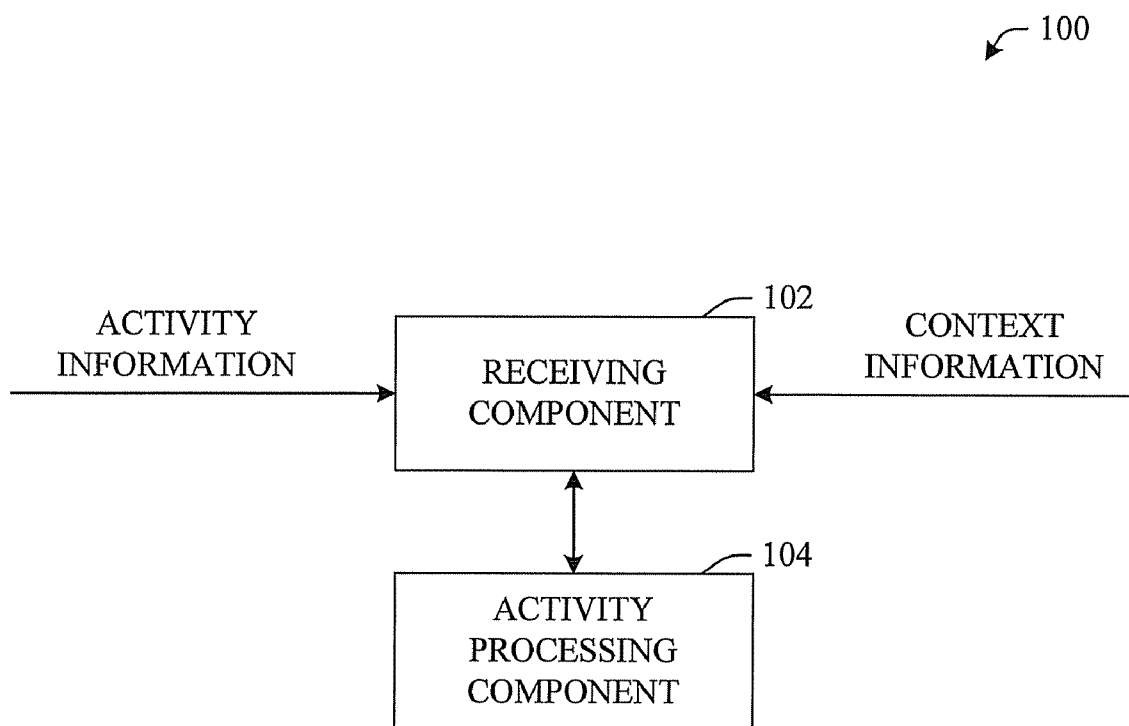 100
102
ACTIVITY
INFORMATION
RECEIVING
COMPONENT
CONTEXT
INFORMATION
104
ACTIVITY
PROCESSING
COMPONENT